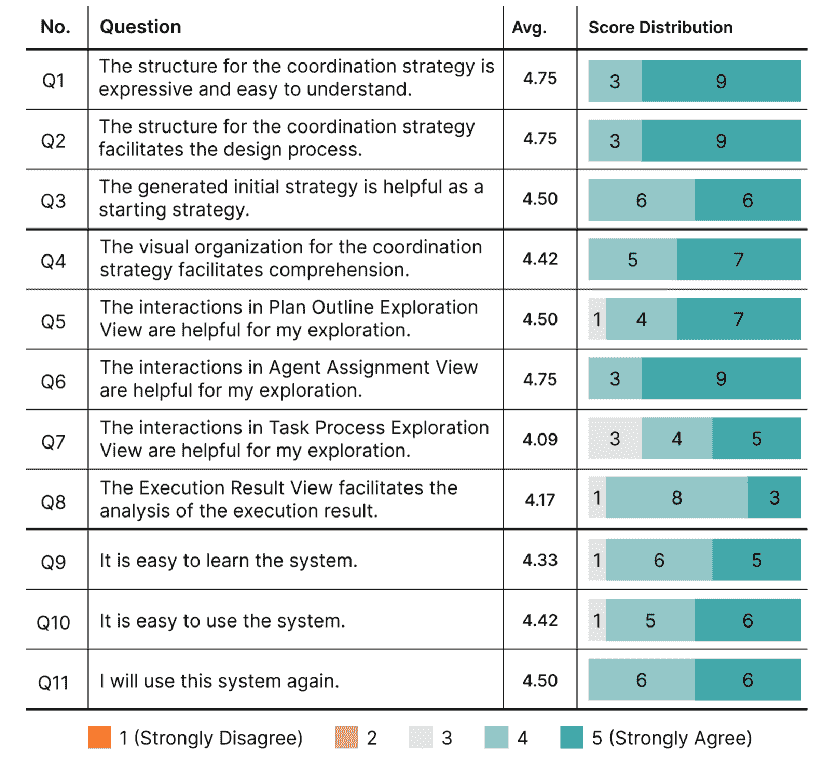 No. Question Avg. Score Distribution
Q1 The structure for the coordination strategy is expressive and easy to understand. 4.75 3 9
Q2 The structure for the coordination strategy facilitates the design process. 4.75 3 9
Q3 The generated initial strategy is helpful as a starting strategy. 4.50 6 6
Q4 The visual organization for the coordination strategy facilitates comprehension. 4.42 5 7
Q5 The interactions in Plan Outline Exploration View are helpful for my exploration. 4.50 1 4 7
Q6 The interactions in Agent Assignment View are helpful for my exploration. 4.75 3 9
Q7 The interactions in Task Process Exploration View are helpful for my exploration. 4.09 3 4 5
Q8 The Execution Result View facilitates the analysis of the execution result. 4.17 1 8 3
Q9 It is easy to learn the system. 4.33 1 6 5
Q10 It is easy to use the system. 4.42 1 5 6
Q11 I will use this system again. 4.50 6 6
1 (Strongly Disagree) 2 3 4 5 (Strongly Agree)